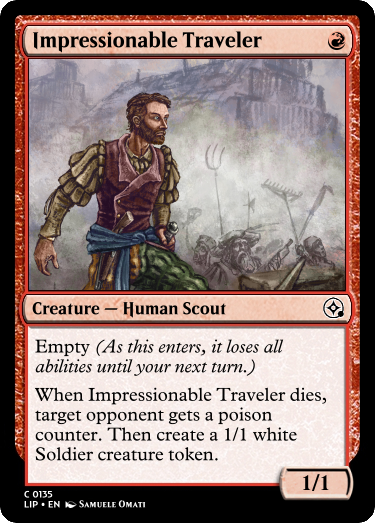 Impressionable Traveler
Creature — Human Scout
Empty (As this enters, it loses all
abilities until your next turn.)
When Impressionable Traveler dies,
target opponent gets a poison
counter. Then create a 1/1 white
Soldier creature token.
1/1
C 0135
LIP • EN Samuele Omati